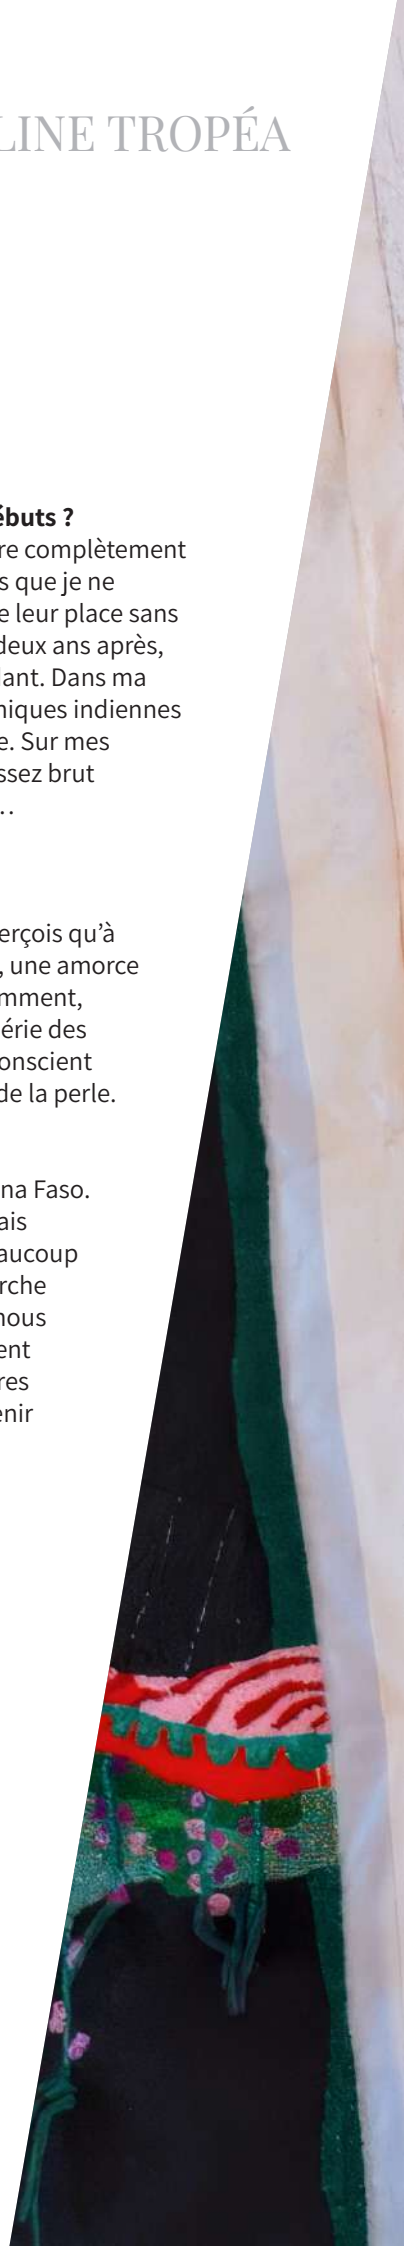 LINE TROPÉA
ébuts ?
re complètement
s que je ne
e leur place sans
deux ans après,
dant. Dans ma
niques indiennes
e. Sur mes
ssez brut
…
erçois qu’à
, une amorce
mment,
érie des
conscient
de la perle.
na Faso.
ais
aucoup
rche
nous
ent
res
enir